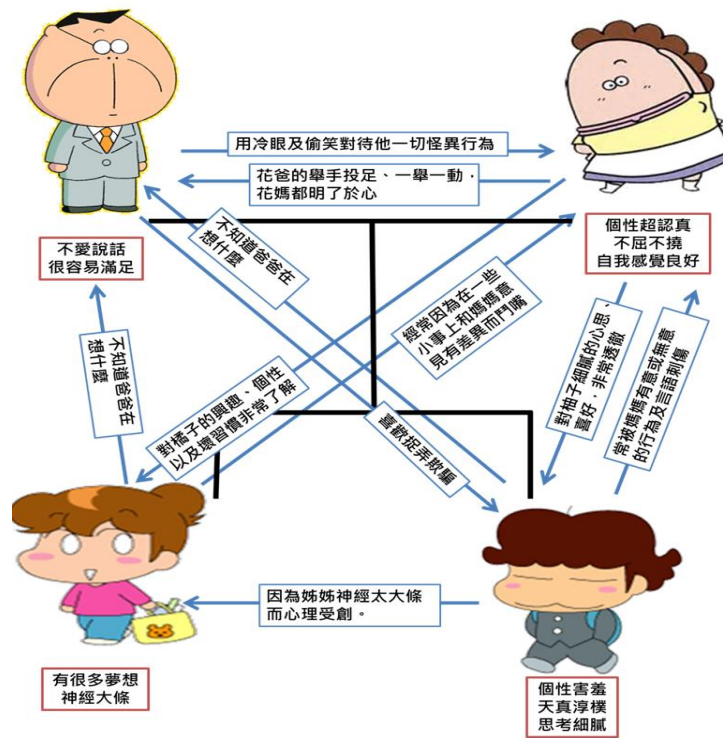 用冷眼及偷笑對待他一切怪異行為
花爸的舉手投足、一舉一動，
花媽都明了於心
不愛說話
很容易滿足
個性超認真
不屈不撓
自我感覺良好
不知道爸爸在
想什麼
經常因為在一些
小事上和媽媽意
見有差異而鬥嘴
不知道爸爸在
想什麼
對橘子的興趣、個性
以及壞習慣非常了解
喜歡捉弄欺騙
對柚子細膩的心思、
喜好，非常透徹
常被媽媽有意或無意
的行為及言語刺傷
因為姊姊神經太大條
而心理受創。
有很多夢想
神經大條
個性害羞
天真淳樸
思考細膩